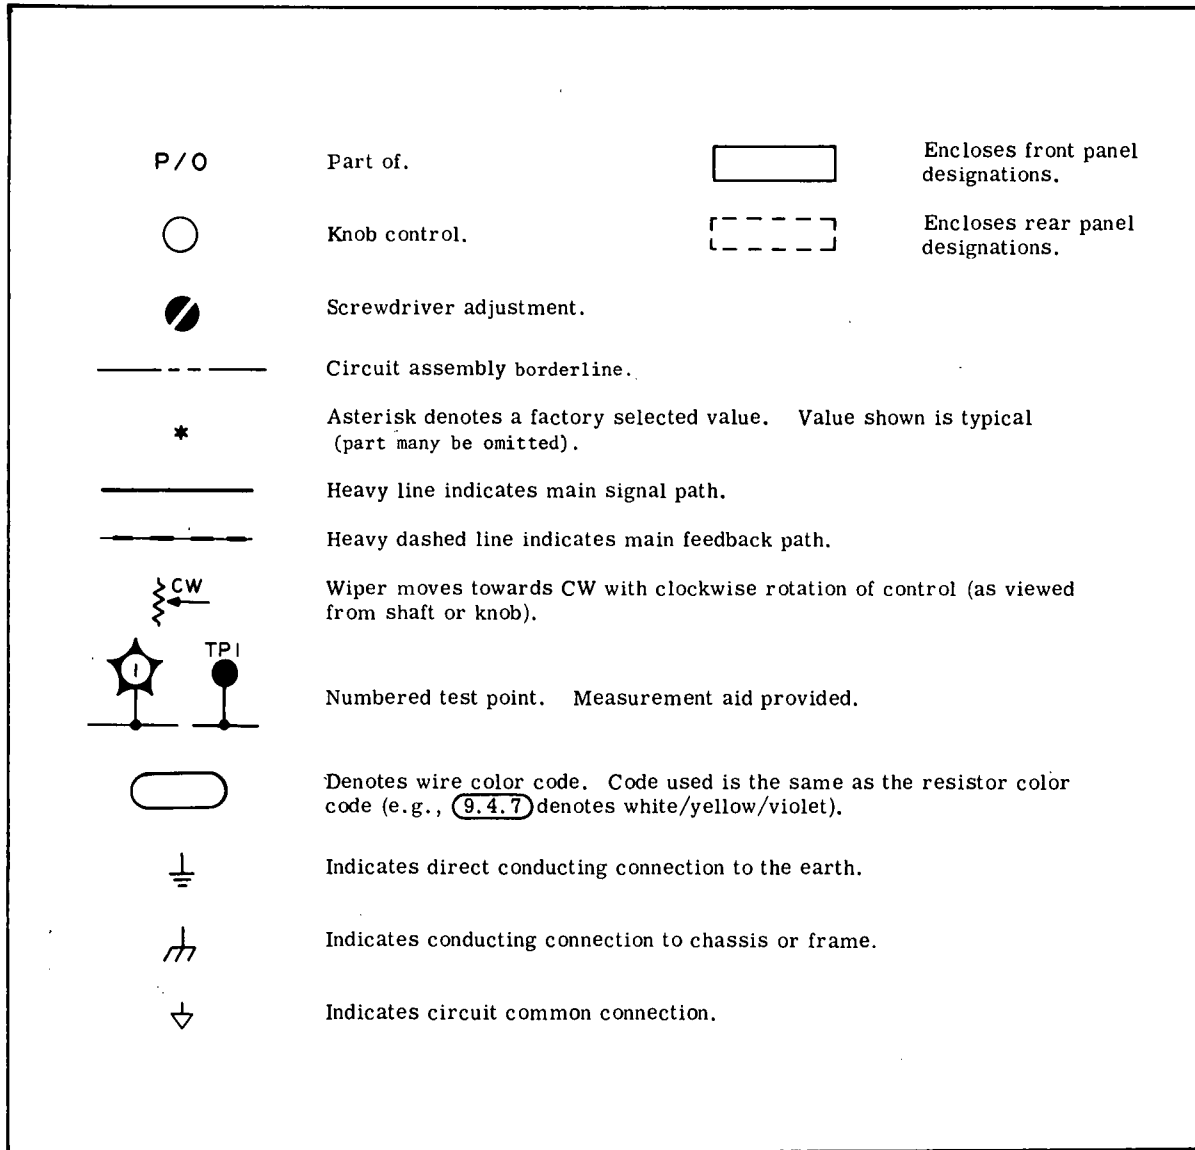 P/O Part of.
Encloses front panel
designations.
Knob control.
Encloses rear panel
designations.
Screwdriver adjustment.
Circuit assembly borderline.
* Asterisk denotes a factory selected value. Value shown is typical
(part many be omitted).
Heavy line indicates main signal path.
Heavy dashed line indicates main feedback path.
CW Wiper moves towards CW with clockwise rotation of control (as viewed
from shaft or knob).
1 TP1
Numbered test point. Measurement aid provided.
Denotes wire color code. Code used is the same as the resistor color
code (e.g., 9.4.7 denotes white/yellow/violet).
Indicates direct conducting connection to the earth.
Indicates conducting connection to chassis or frame.
Indicates circuit common connection.